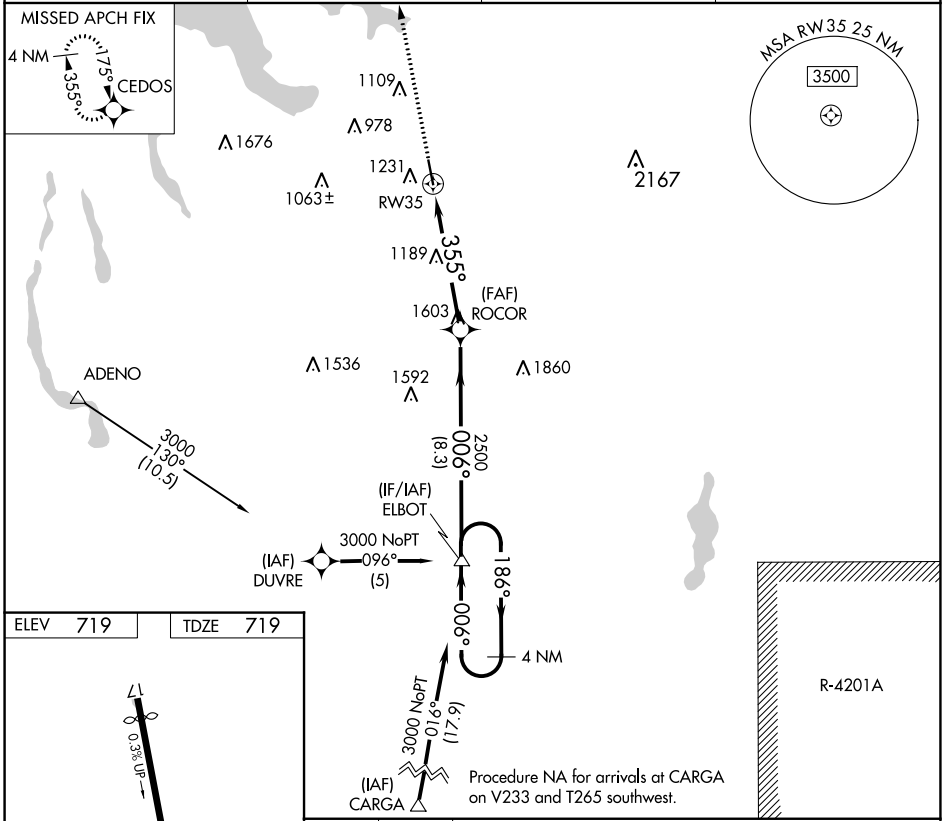 MISSED APCH FIX
4 NM
175°
355°
CEDOS
MSA RW35 25 NM
3500
1109
978
1676
1231
1063±
RW35
2167
1189
355°
(FAF)
ROCOR
1603
1536
1592
1860
ADENO
3000
130°
(10.5)
2500
006°
(8.3)
(IF/IAF)
ELBOT
3000 NoPT
096°
(5)
(IAF)
DUVRE
186°
006°
4 NM
3000 NoPT
016°
(17.9)
(IAF)
CARGA
Procedure NA for arrivals at CARGA
on V233 and T265 southwest.
R-4201A
ELEV 719
TDZE 719
17
0.3% UP